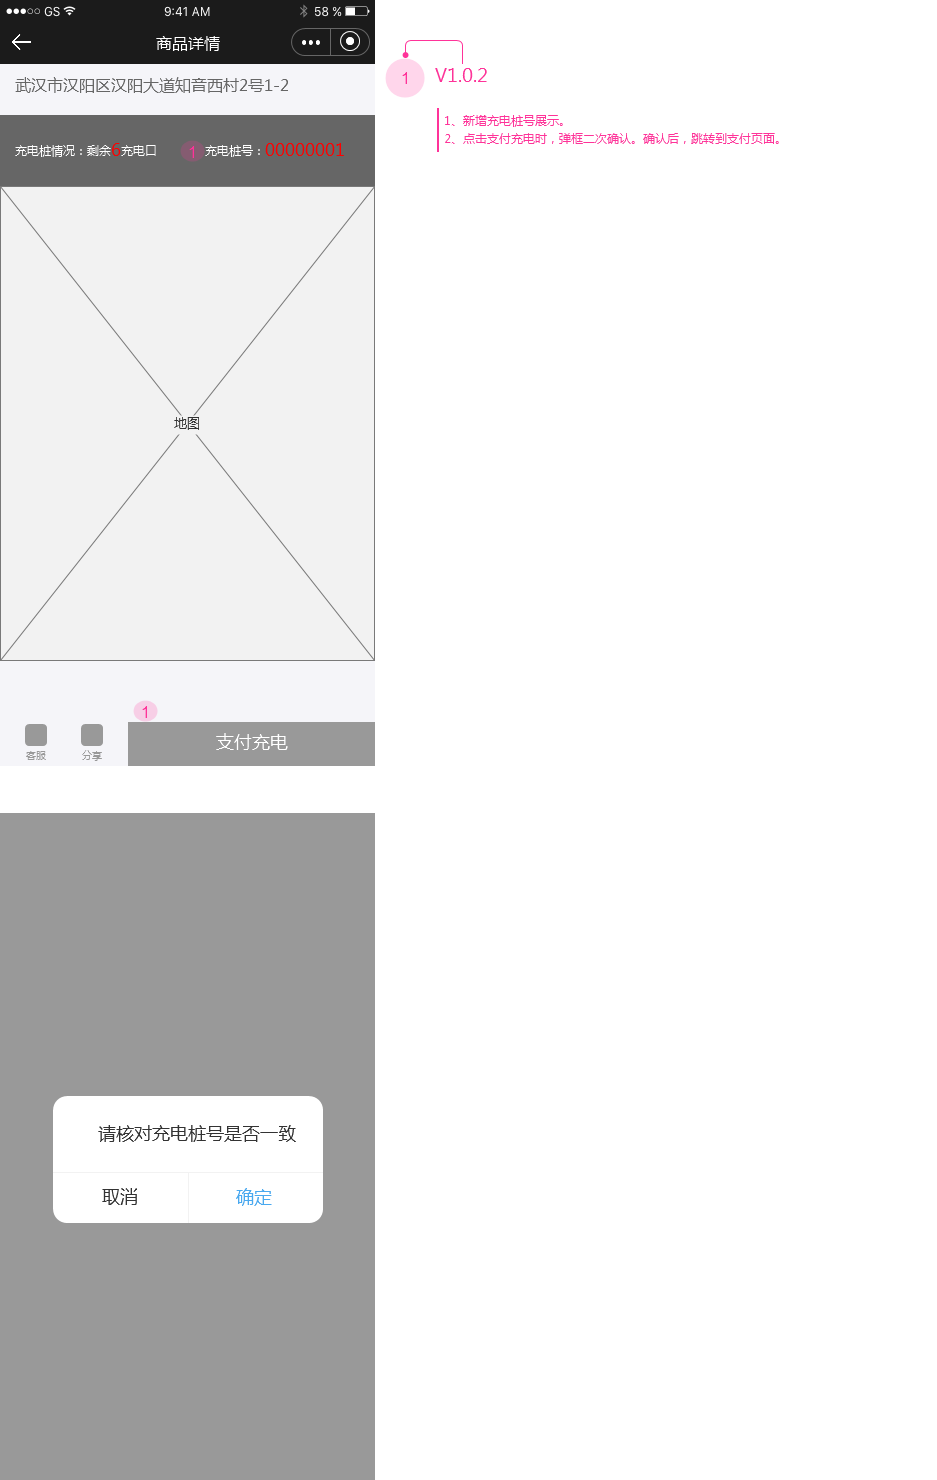 GS 9:41 AM 58 %
商品详情
武汉市汉阳区汉阳大道知音西村2号1-2
充电桩情况：剩余6充电口 1 充电桩号：00000001
地图
1
客服 分享 支付充电
1 V1.0.2
1、新增充电桩号展示。
2、点击支付充电时，弹框二次确认。确认后，跳转到支付页面。
请核对充电桩号是否一致
取消 确定